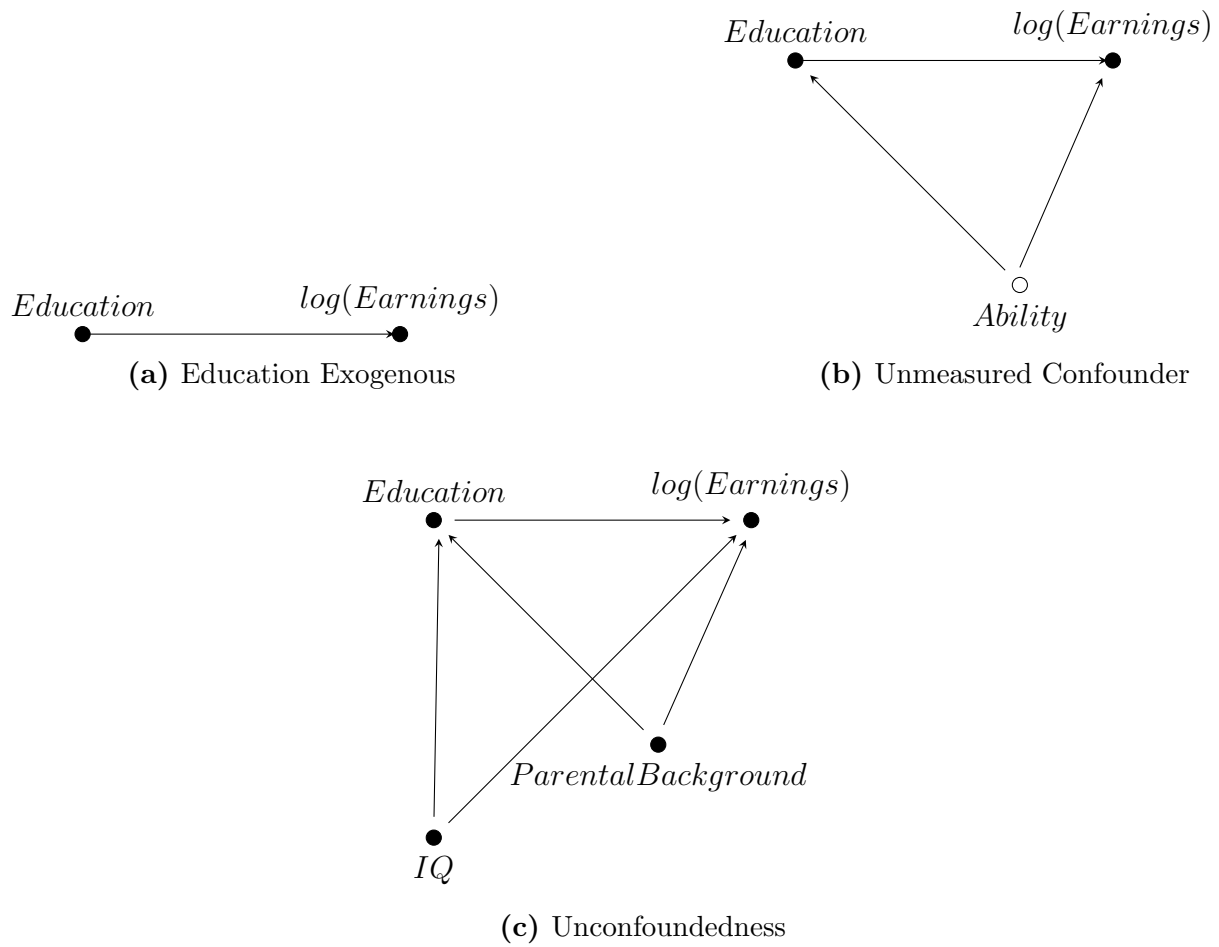 Education
log(Earnings)
Ability
(b) Unmeasured Confounder
Education
log(Earnings)
(a) Education Exogenous
Education
log(Earnings)
ParentalBackground
IQ
(c) Unconfoundedness